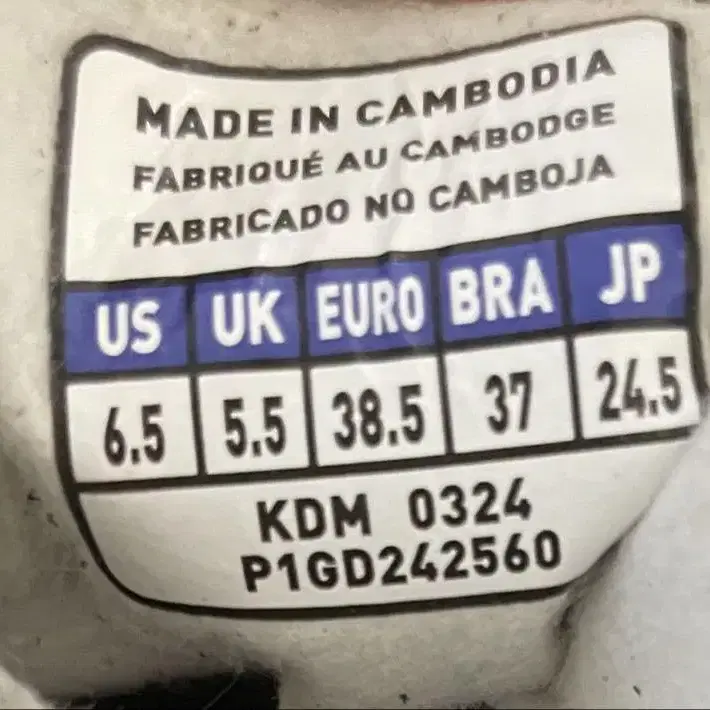 MADE IN CAMBODIA
FABRIQUÉ AU CAMBODGE
FABRICADO NO CAMBOJA
US UK EURO BRA JP
6.5 5.5 38.5 37 24.5
KDM 0324
P1GD242560